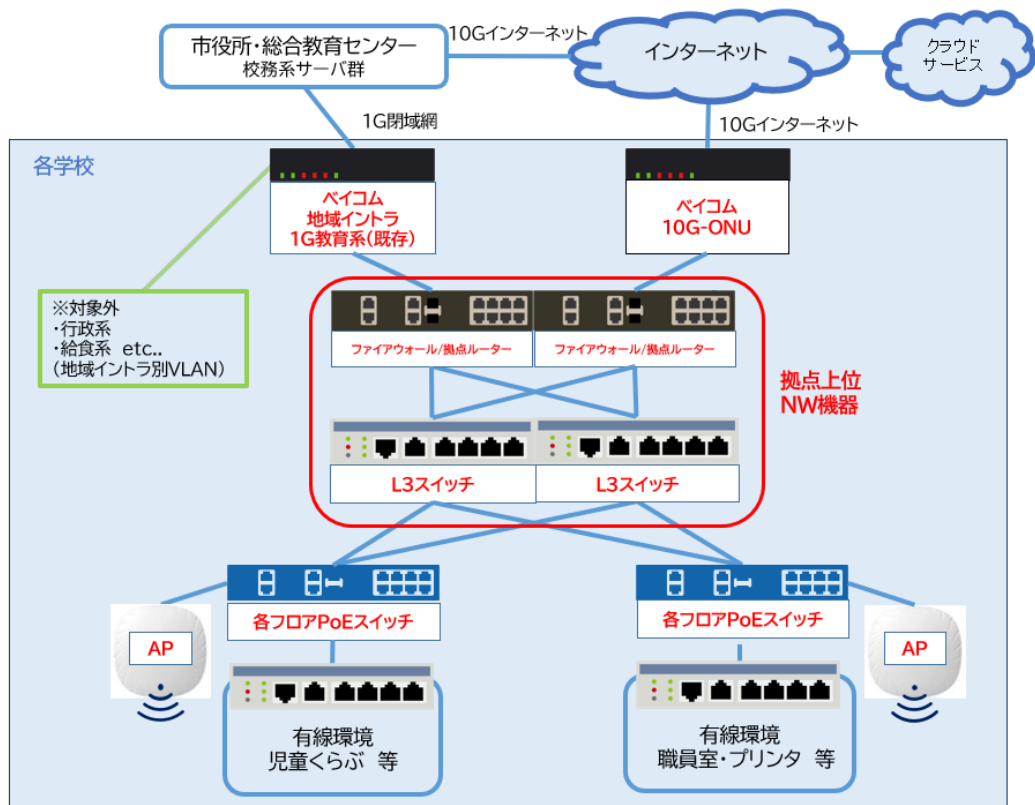 市役所・総合教育センター
校務系サーバ群
10Gインターネット
インターネット
クラウド
サービス
1G閉域網
10Gインターネット
各学校
ベイコム
地域イントラ
1G教育系(既存)
ベイコム
10G-ONU
※対象外
・行政系
・給食系 etc..
(地域イントラ別VLAN)
ファイアウォール/拠点ルーター
ファイアウォール/拠点ルーター
拠点上位
NW機器
L3スイッチ
L3スイッチ
各フロアPoEスイッチ
各フロアPoEスイッチ
AP
AP
有線環境
児童くらぶ 等
有線環境
職員室・プリンタ 等